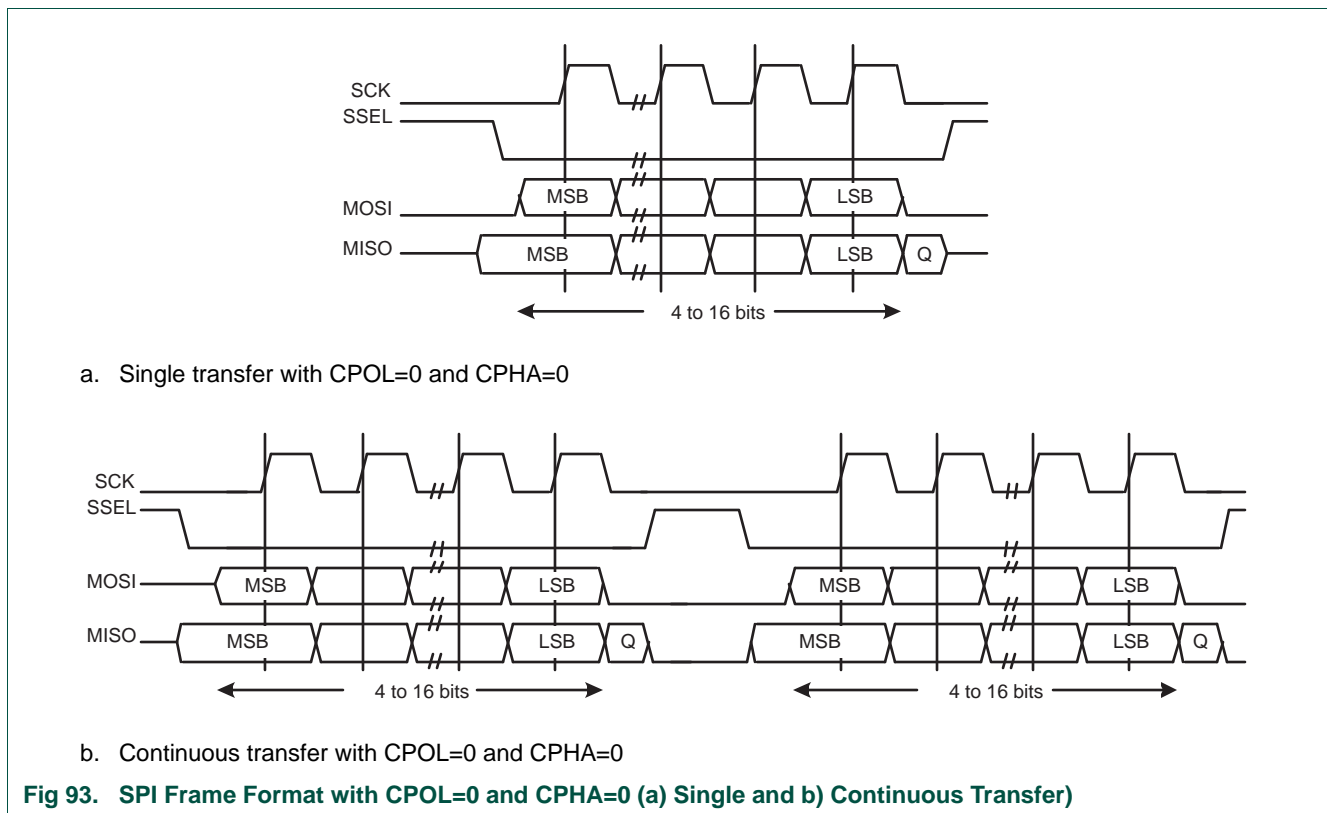 SCK
SSEL
MOSI MSB LSB
MISO MSB LSB Q
4 to 16 bits
a. Single transfer with CPOL=0 and CPHA=0
SCK
SSEL
MOSI MSB LSB MSB LSB
MISO MSB LSB Q MSB LSB Q
4 to 16 bits 4 to 16 bits
b. Continuous transfer with CPOL=0 and CPHA=0
Fig 93. SPI Frame Format with CPOL=0 and CPHA=0 (a) Single and b) Continuous Transfer)